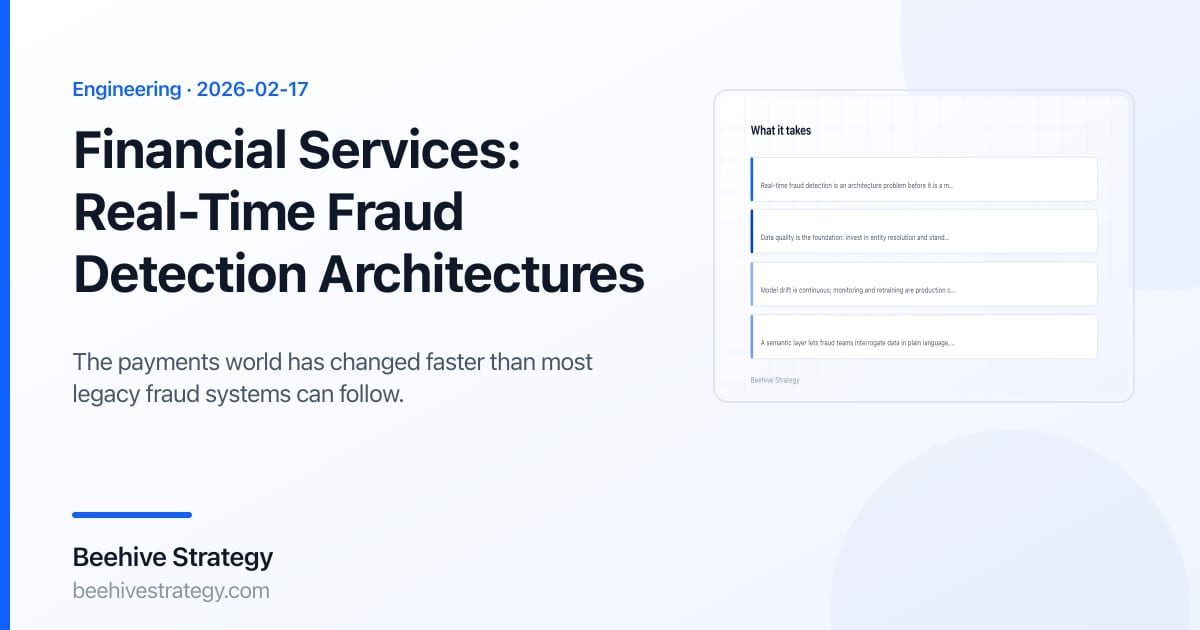 Engineering · 2026-02-17
Financial Services:
Real-Time Fraud
Detection Architectures
The payments world has changed faster than most
legacy fraud systems can follow.
Beehive Strategy
beehivestrategy.com
What it takes
Real-time fraud detection is an architecture problem before it is a m...
Data quality is the foundation: invest in entity resolution and stand...
Model drift is continuous; monitoring and retraining are production c...
A semantic layer lets fraud teams interrogate data in plain language,...
Beehive Strategy